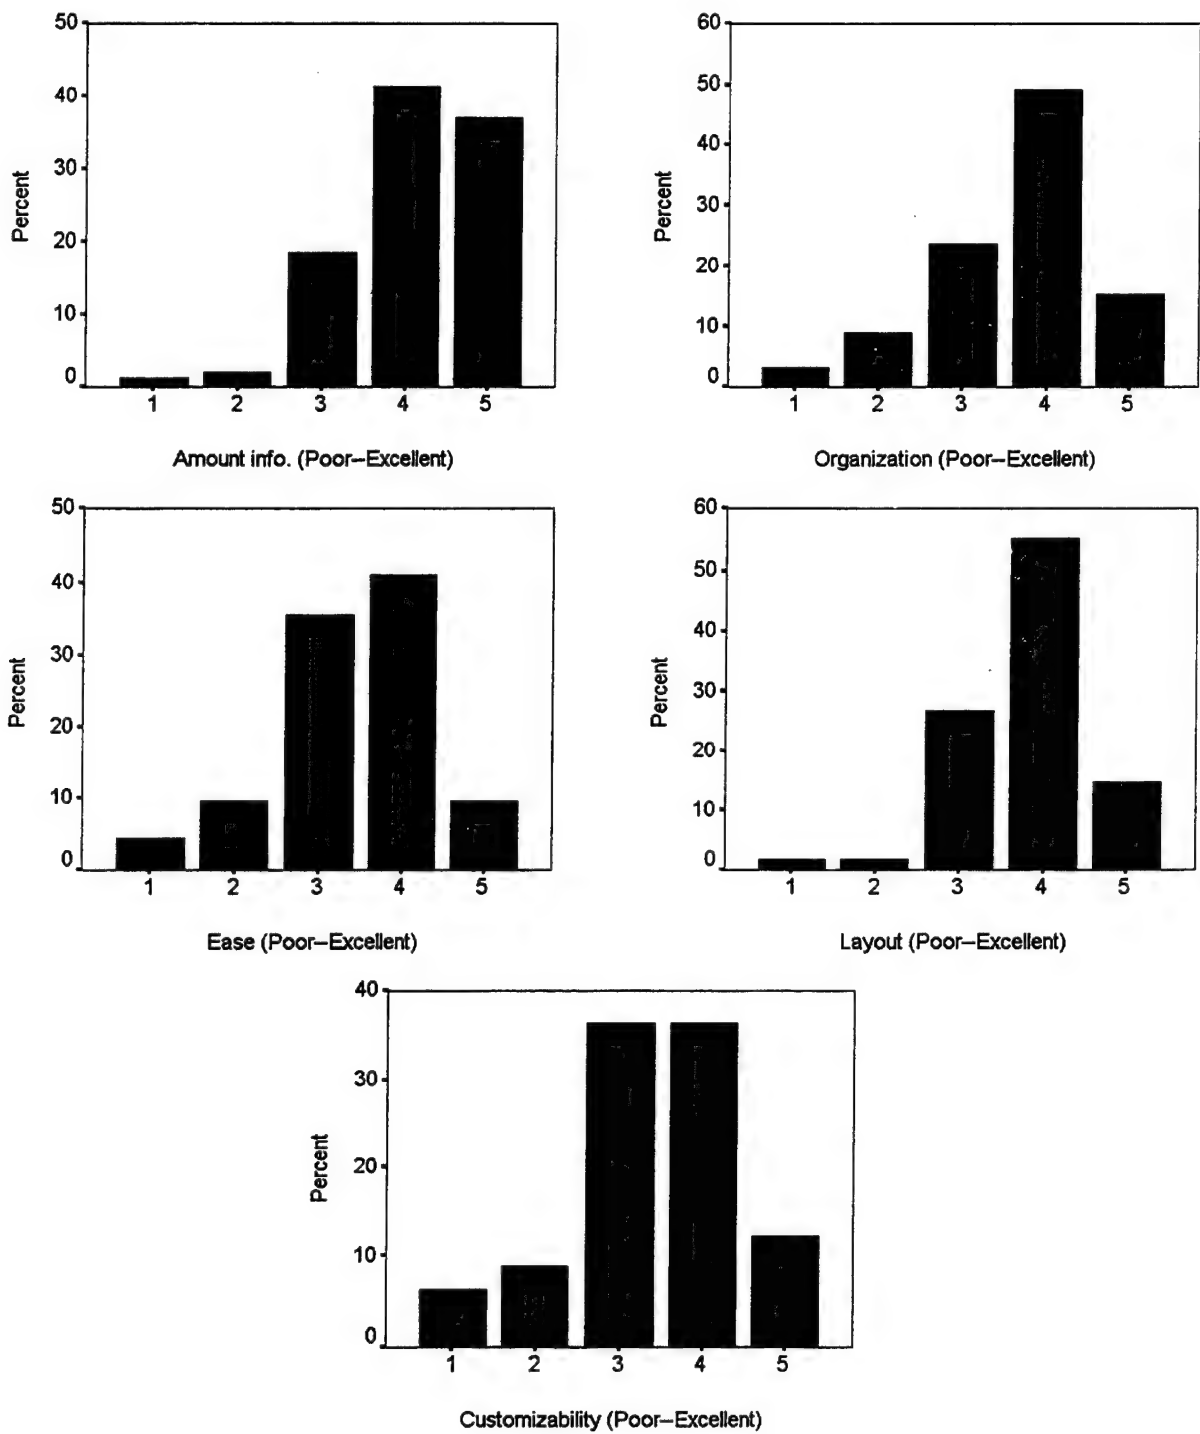 50
40
30
20
10
0
Percent
1 2 3 4 5
Amount info. (Poor–Excellent)
60
50
40
30
20
10
0
Percent
1 2 3 4 5
Organization (Poor–Excellent)
50
40
30
20
10
0
Percent
1 2 3 4 5
Ease (Poor–Excellent)
60
50
40
30
20
10
0
Percent
1 2 3 4 5
Layout (Poor–Excellent)
40
30
20
10
0
Percent
1 2 3 4 5
Customizability (Poor–Excellent)